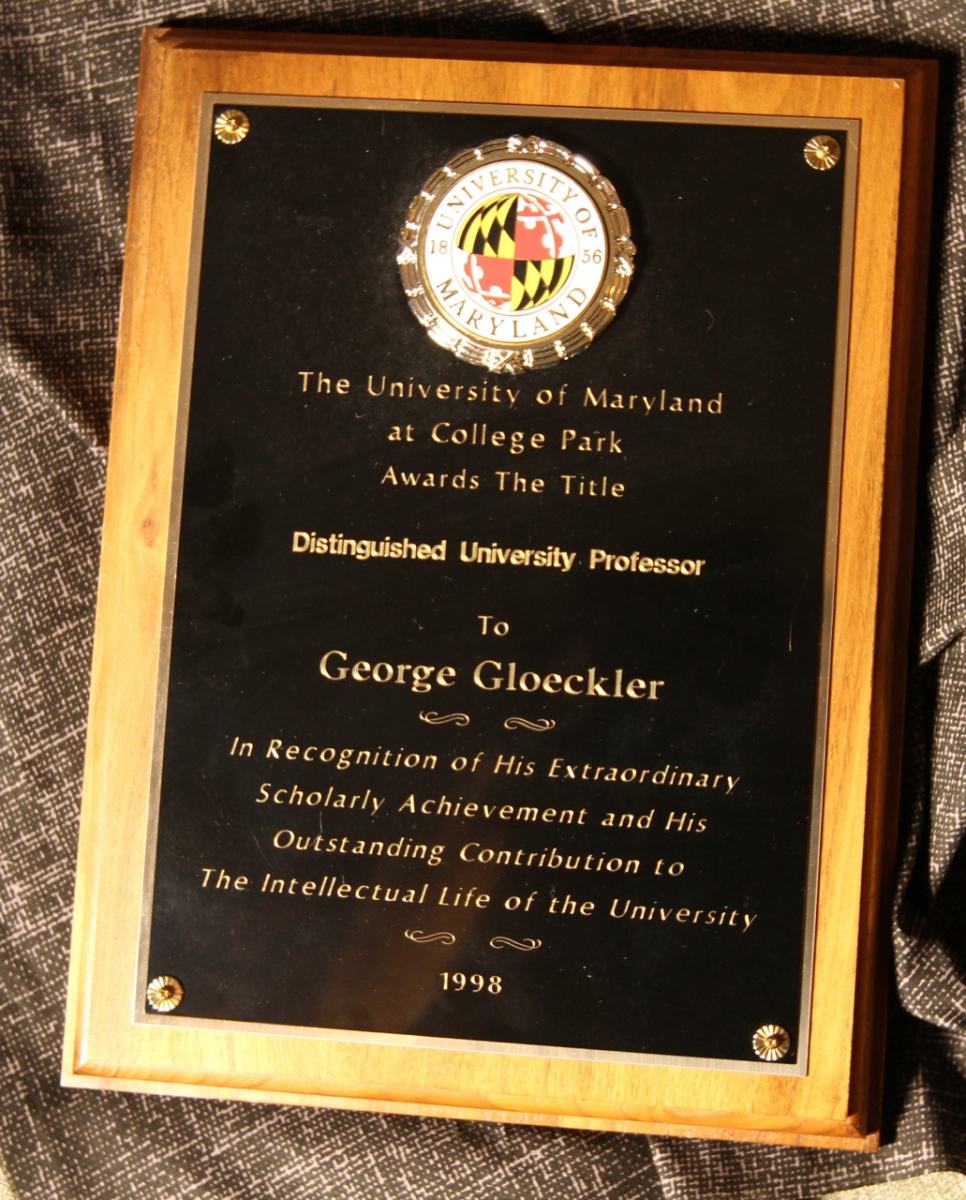 UNIVERSITY OF
18 56
MARYLAND
The University of Maryland
at College Park
Awards The Title
Distinguished University Professor
To
George Gloeckler
In Recognition of His Extraordinary
Scholarly Achievement and His
Outstanding Contribution to
The Intellectual Life of the University
1998